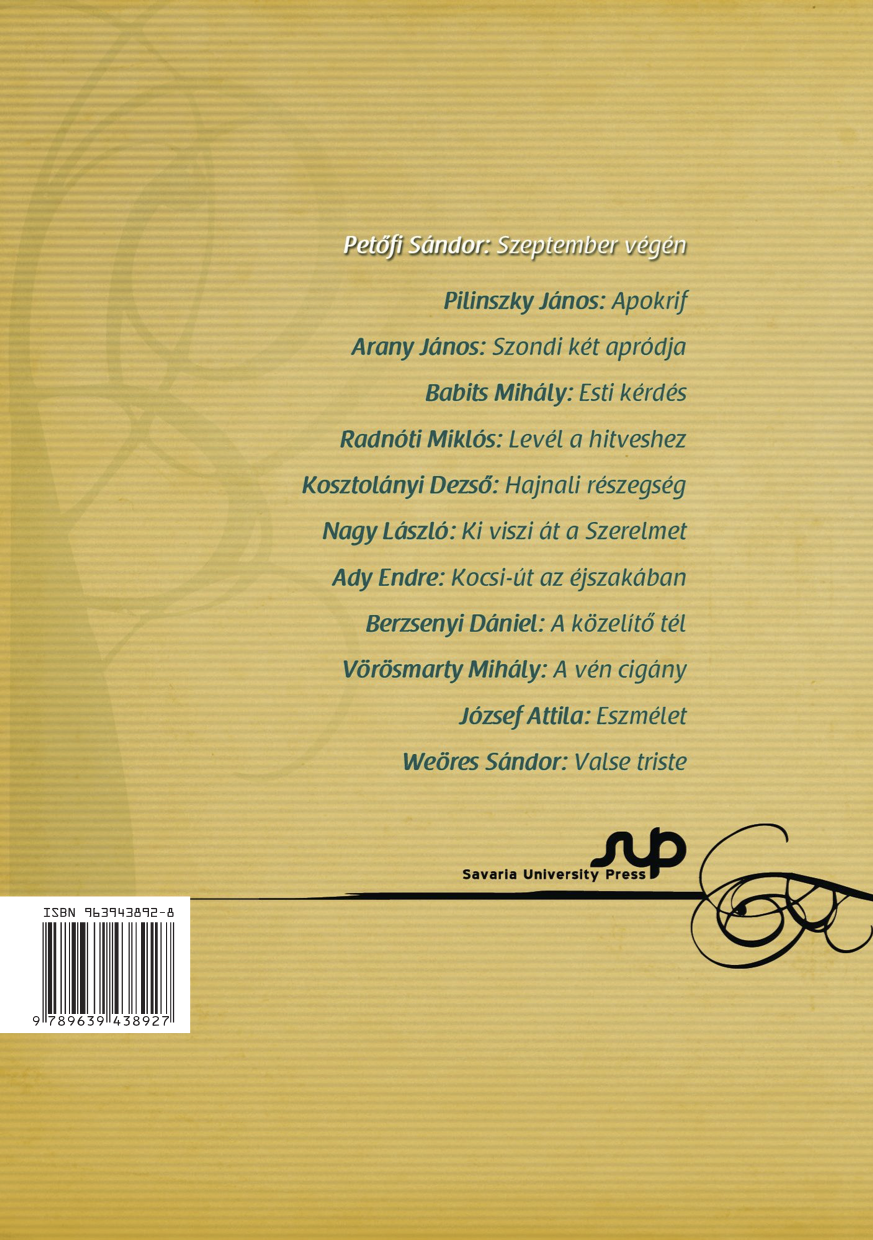 Petőfi Sándor: Szeptember végén
Pilinszky János: Apokrif
Arany János: Szondi két apródja
Babits Mihály: Esti kérdés
Radnóti Miklós: Levél a hitveshez
Kosztolányi Dezső: Hajnali részegség
Nagy László: Ki viszi át a Szerelmet
Ady Endre: Kocsi-út az éjszakában
Berzsenyi Dániel: A közelítő tél
Vörösmarty Mihály: A vén cigány
József Attila: Eszmélet
Weöres Sándor: Valse triste
sup
Savaria University Press
ISBN 963943892-8
9 789639 438927